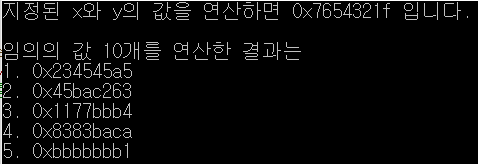 지정된 x와 y의 값을 연산하면 0x7654321f 입니다.
임의의 값 10개를 연산한 결과는
1. 0x234545a5
2. 0x45bac263
3. 0x1177bbb4
4. 0x8383baca
5. 0xbbbbbbb1